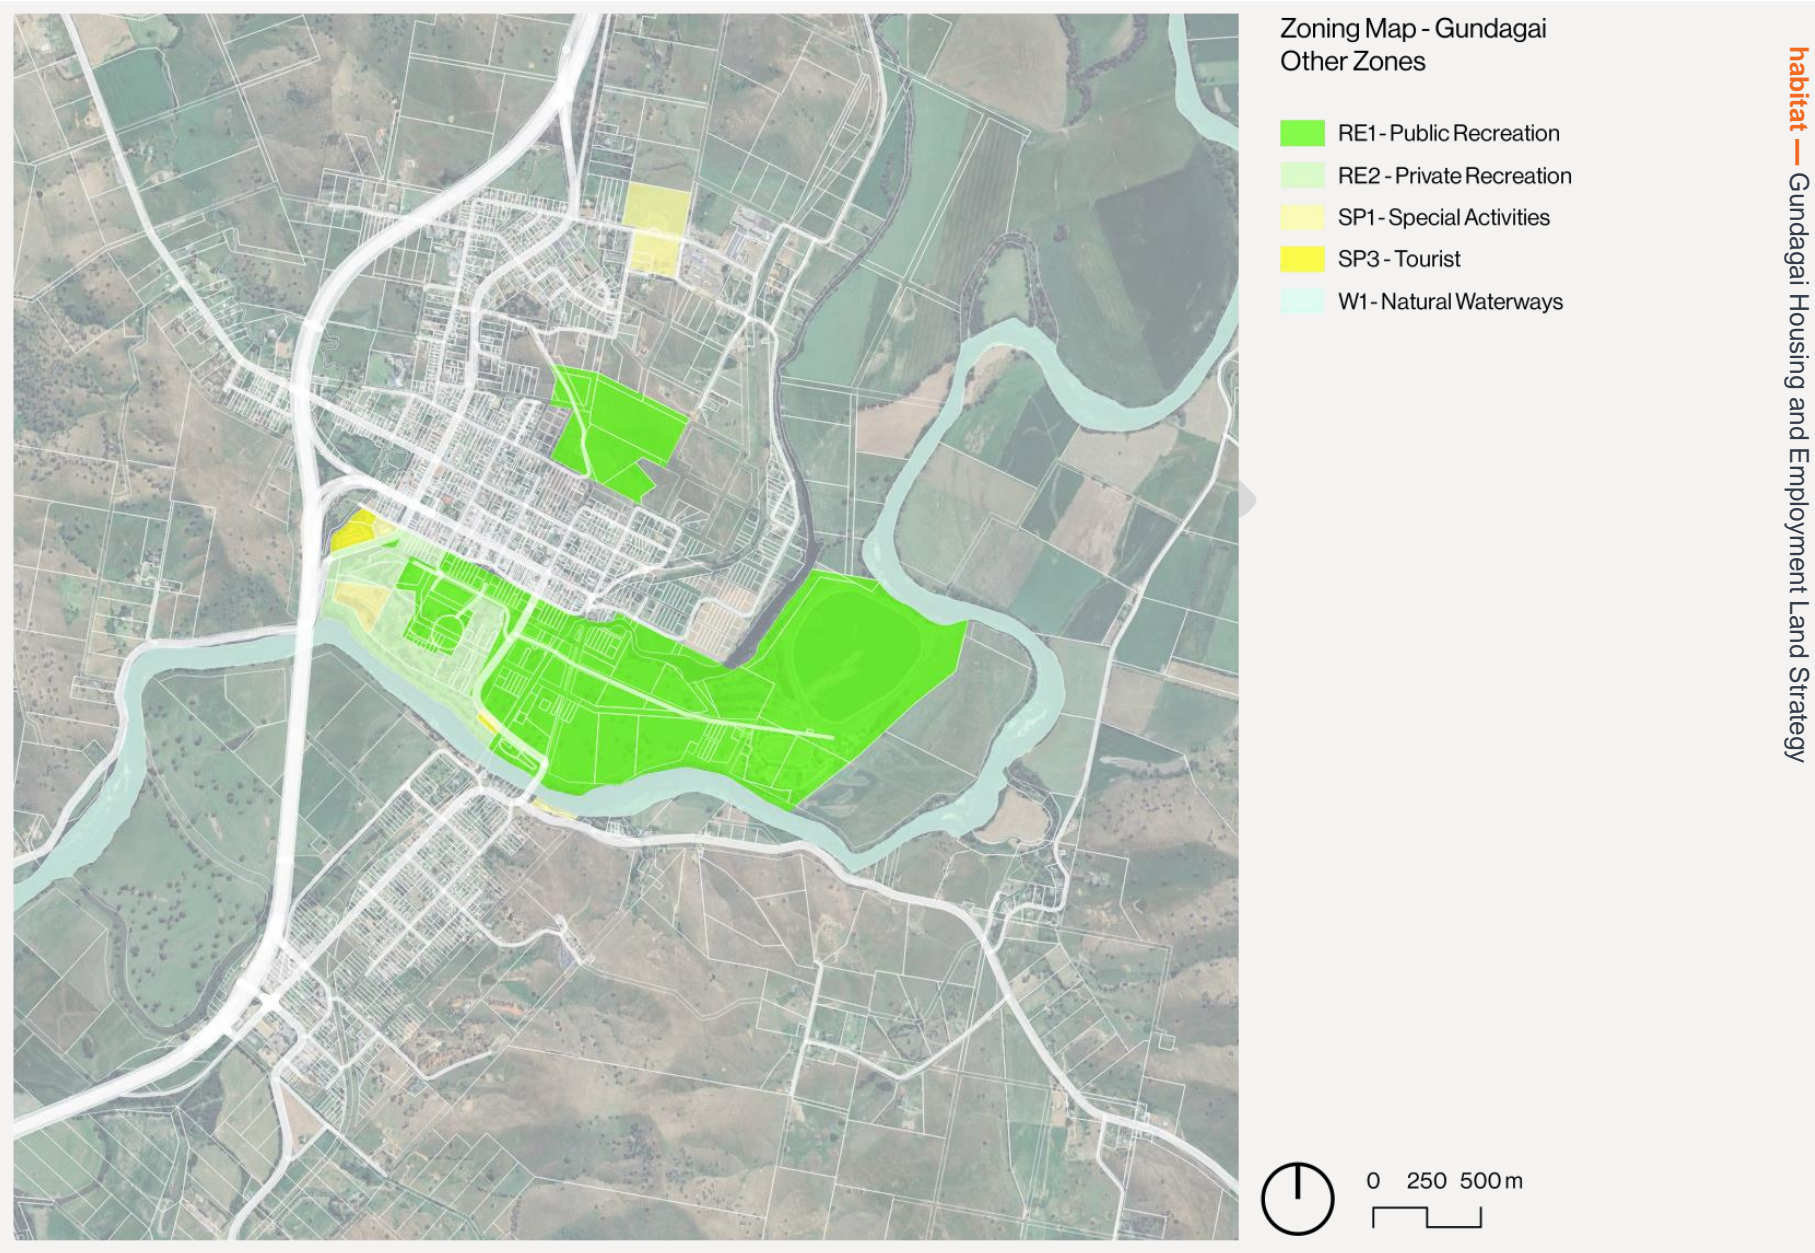 Zoning Map - Gundagai
Other Zones
RE1 - Public Recreation
RE2 - Private Recreation
SP1 - Special Activities
SP3 - Tourist
W1 - Natural Waterways
0 250 500 m
habitat — Gundagai Housing and Employment Land Strategy